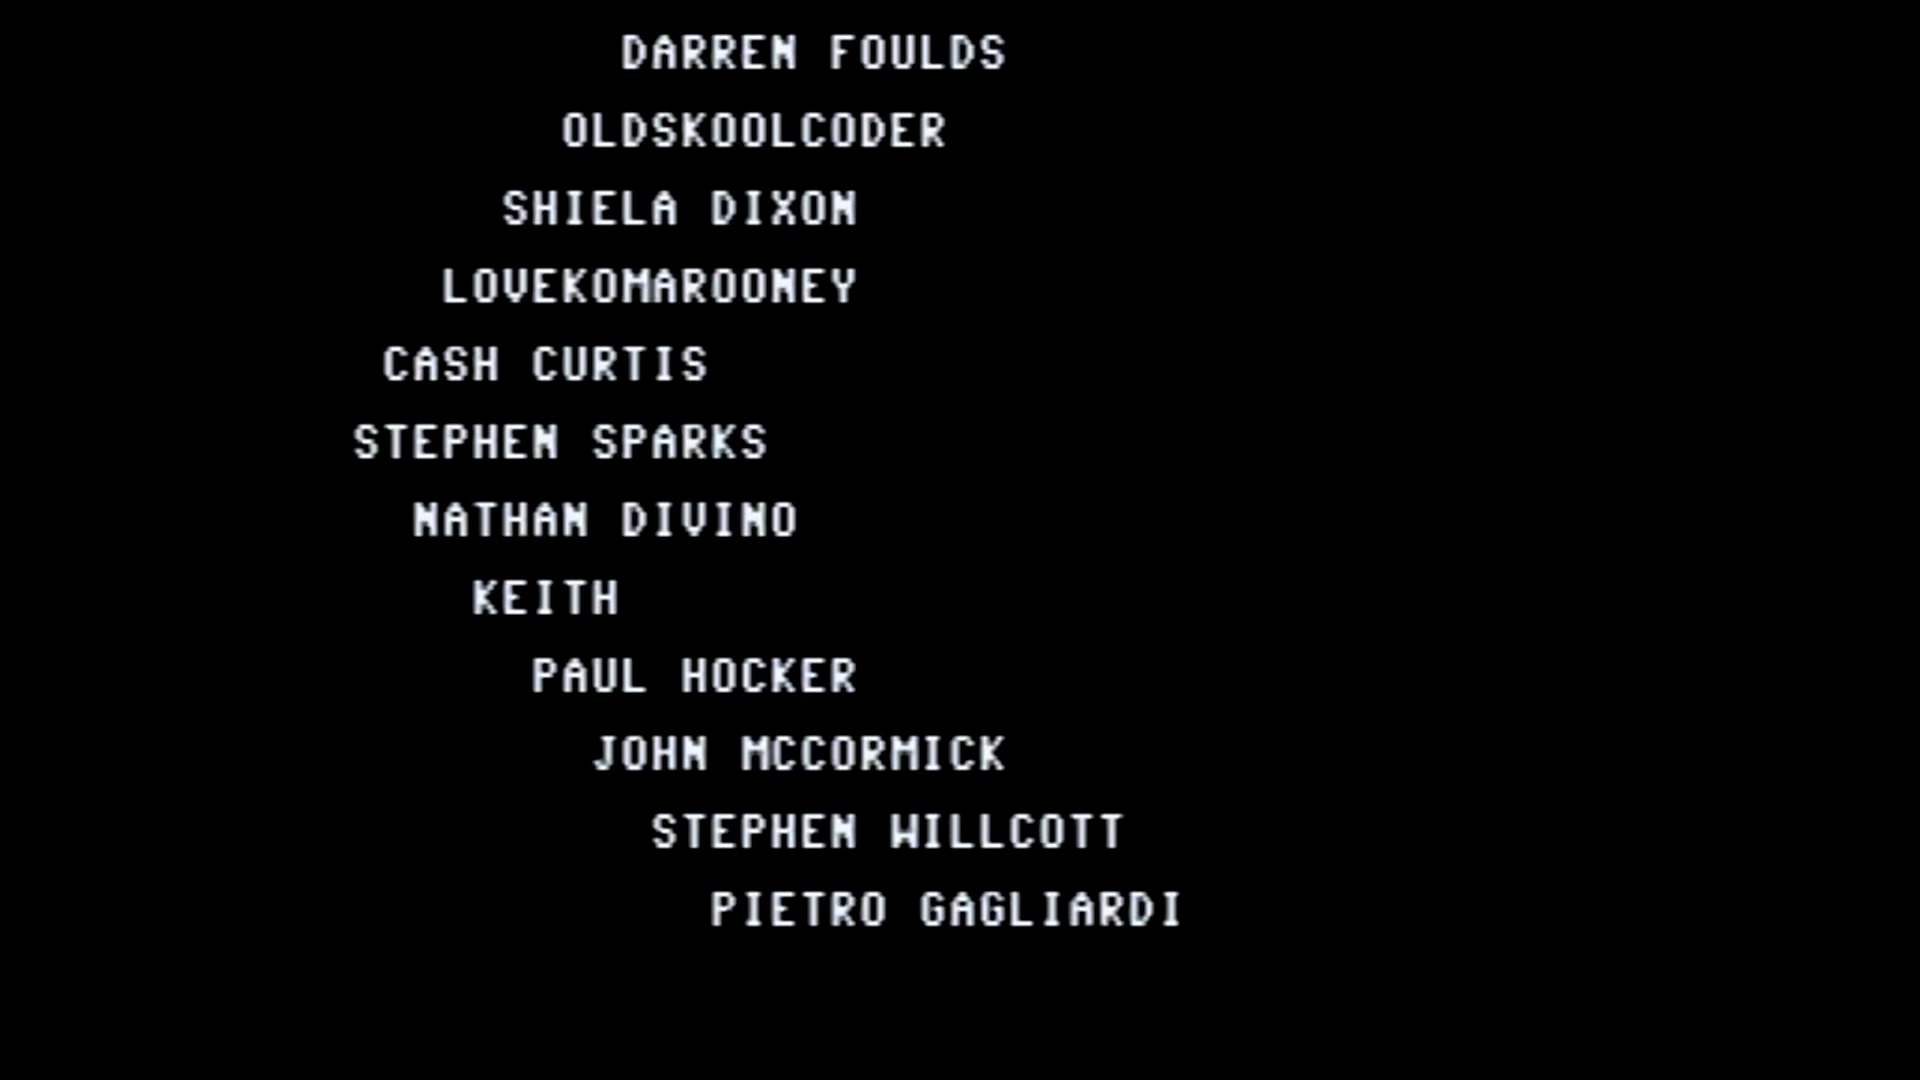 DARREN FOULDS
OLDSKOOLCODER
SHIELA DIXON
LOVEKOMAROONEY
CASH CURTIS
STEPHEN SPARKS
NATHAN DIVINO
KEITH
PAUL HOCKER
JOHN MCCORMICK
STEPHEN WILLCOTT
PIETRO GAGLIARDI